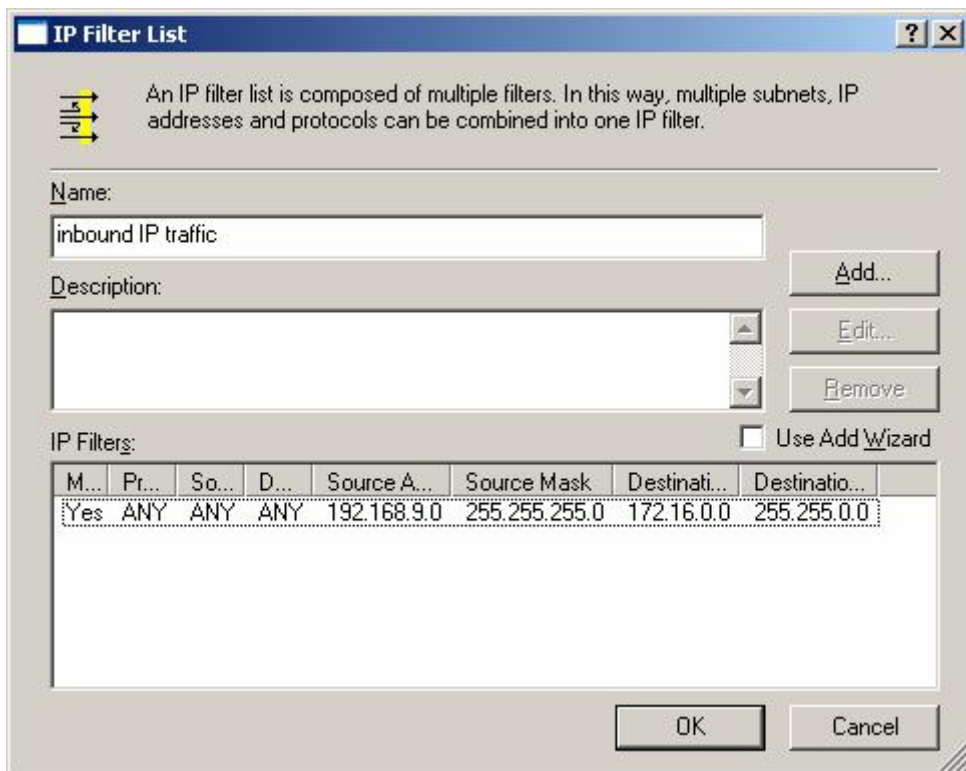 IP Filter List
An IP filter list is composed of multiple filters. In this way, multiple subnets, IP
addresses and protocols can be combined into one IP filter.
Name:
inbound IP traffic
Add...
Description:
Edit...
Remove
IP Filters:
Use Add Wizard
M... Pr... So... D... Source A... Source Mask Destinati... Destinatio...
Yes ANY ANY ANY 192.168.9.0 255.255.255.0 172.16.0.0 255.255.0.0
OK Cancel